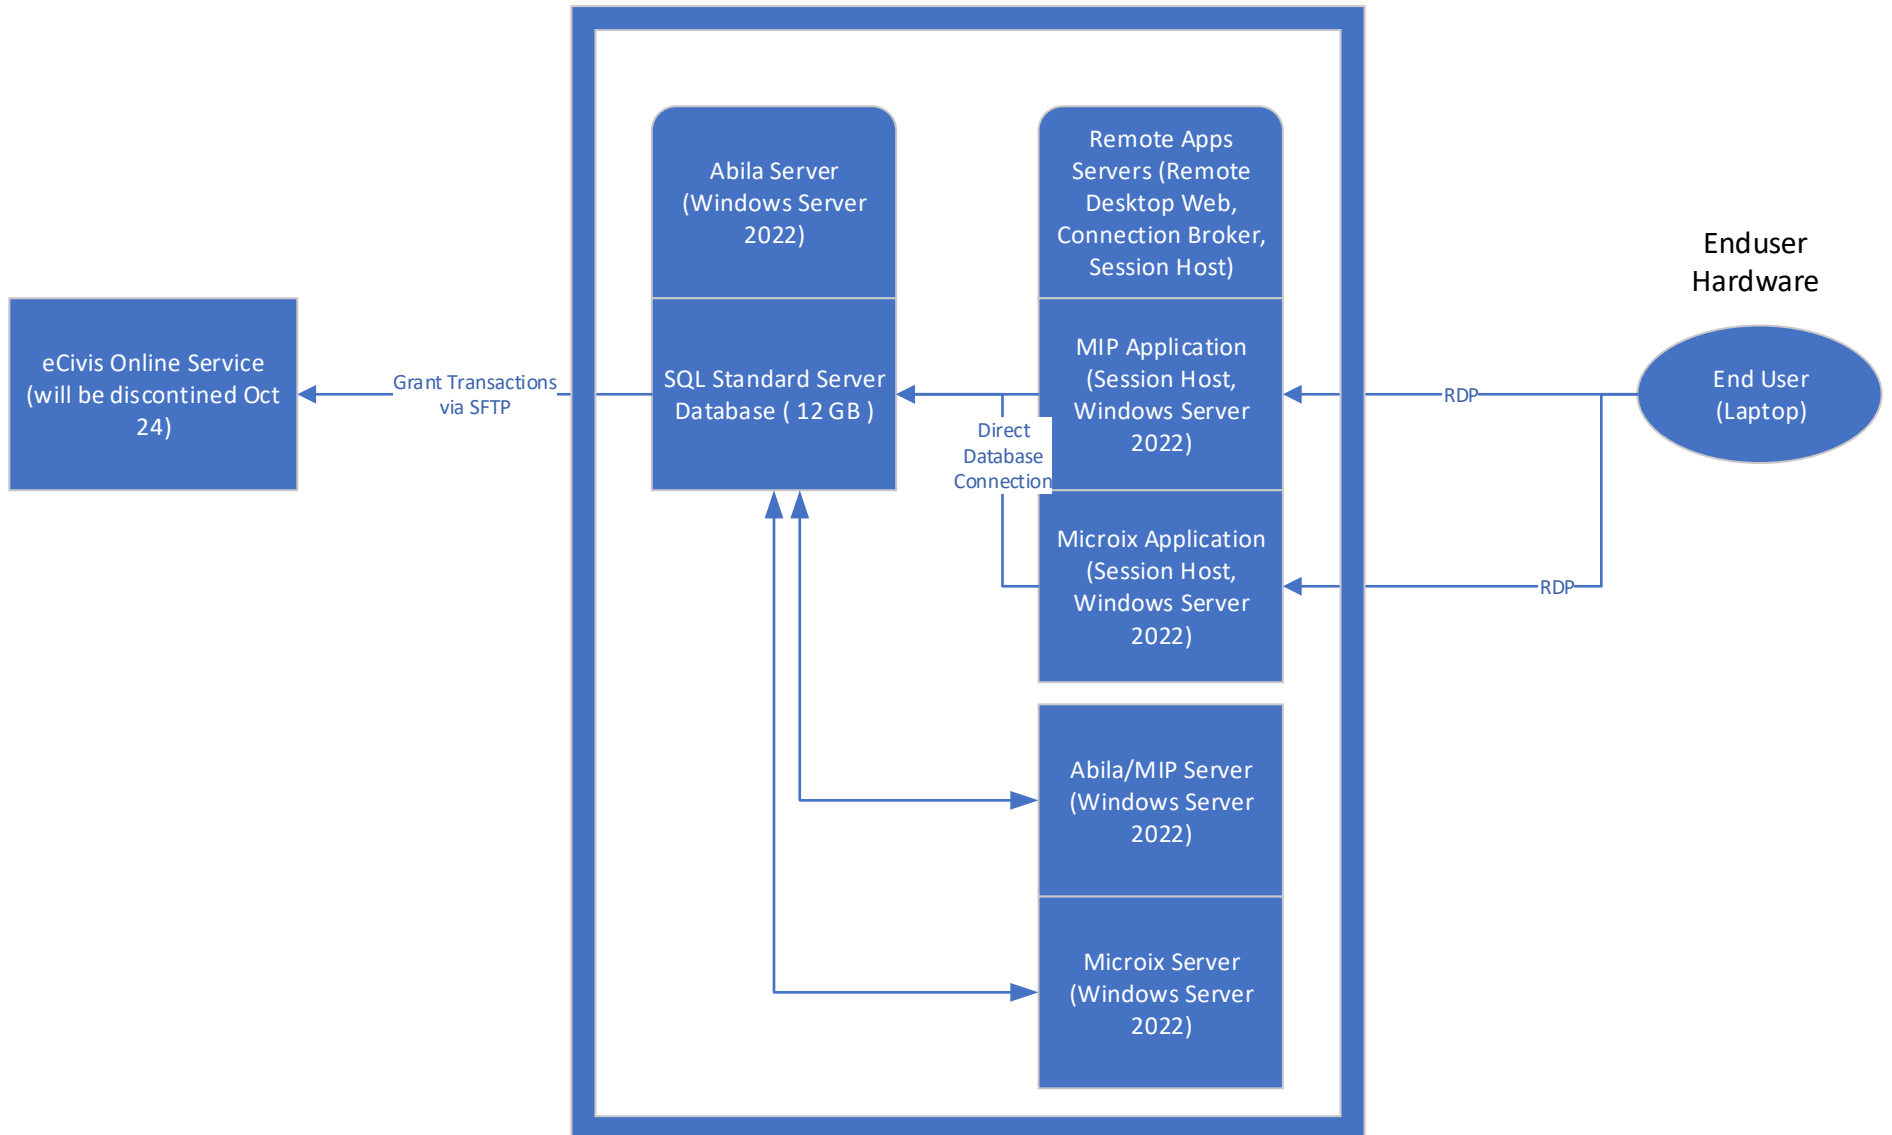 eCivis Online Service
(will be discontined Oct
24)
Grant Transactions
via SFTP
Abila Server
(Windows Server
2022)
SQL Standard Server
Database ( 12 GB )
Direct
Database
Connection
Remote Apps
Servers (Remote
Desktop Web,
Connection Broker,
Session Host)
MIP Application
(Session Host,
Windows Server
2022)
Microix Application
(Session Host,
Windows Server
2022)
Abila/MIP Server
(Windows Server
2022)
Microix Server
(Windows Server
2022)
RDP
RDP
Enduser
Hardware
End User
(Laptop)